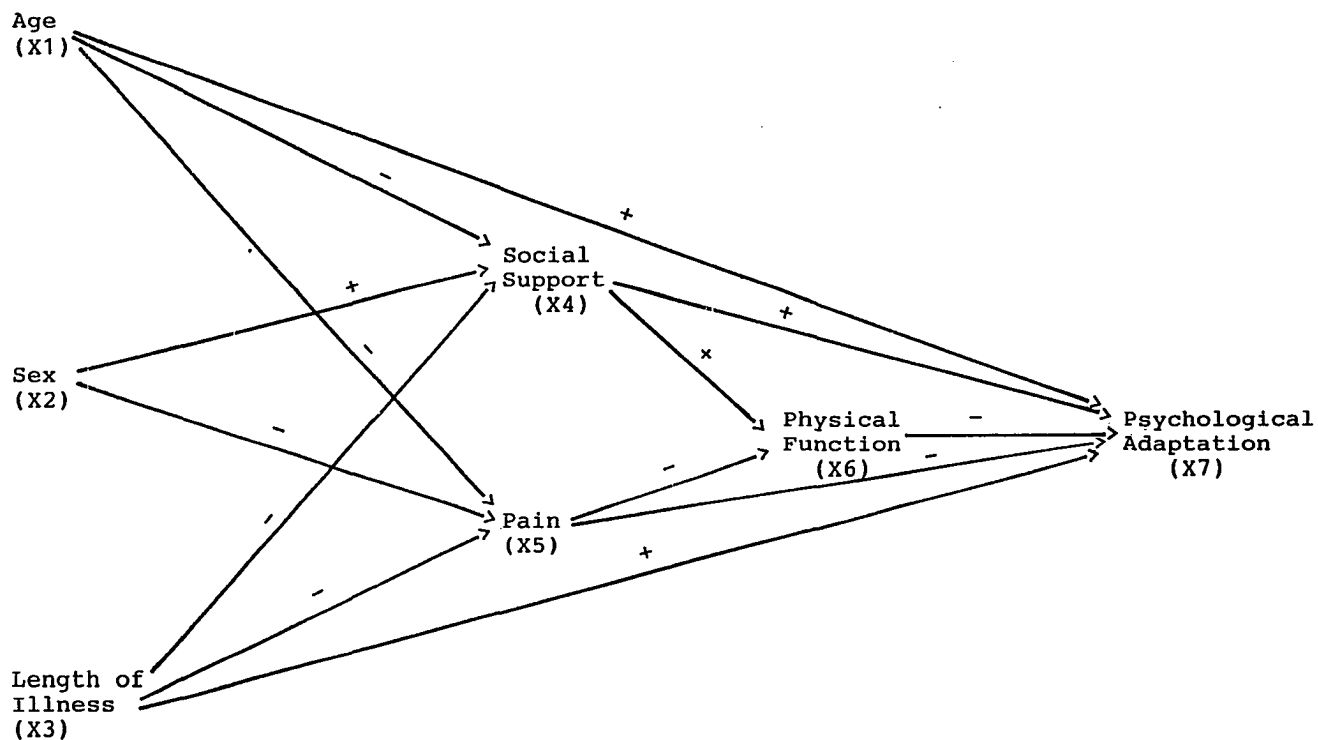 Age
(X1)
-
+
Social
Support
(X4)
+
+
×
-
Sex
(X2)
-
Physical
Function
(X6)
-
-
Psychological
Adaptation
(X7)
-
-
Pain
(X5)
+
-
Length of
Illness
(X3)